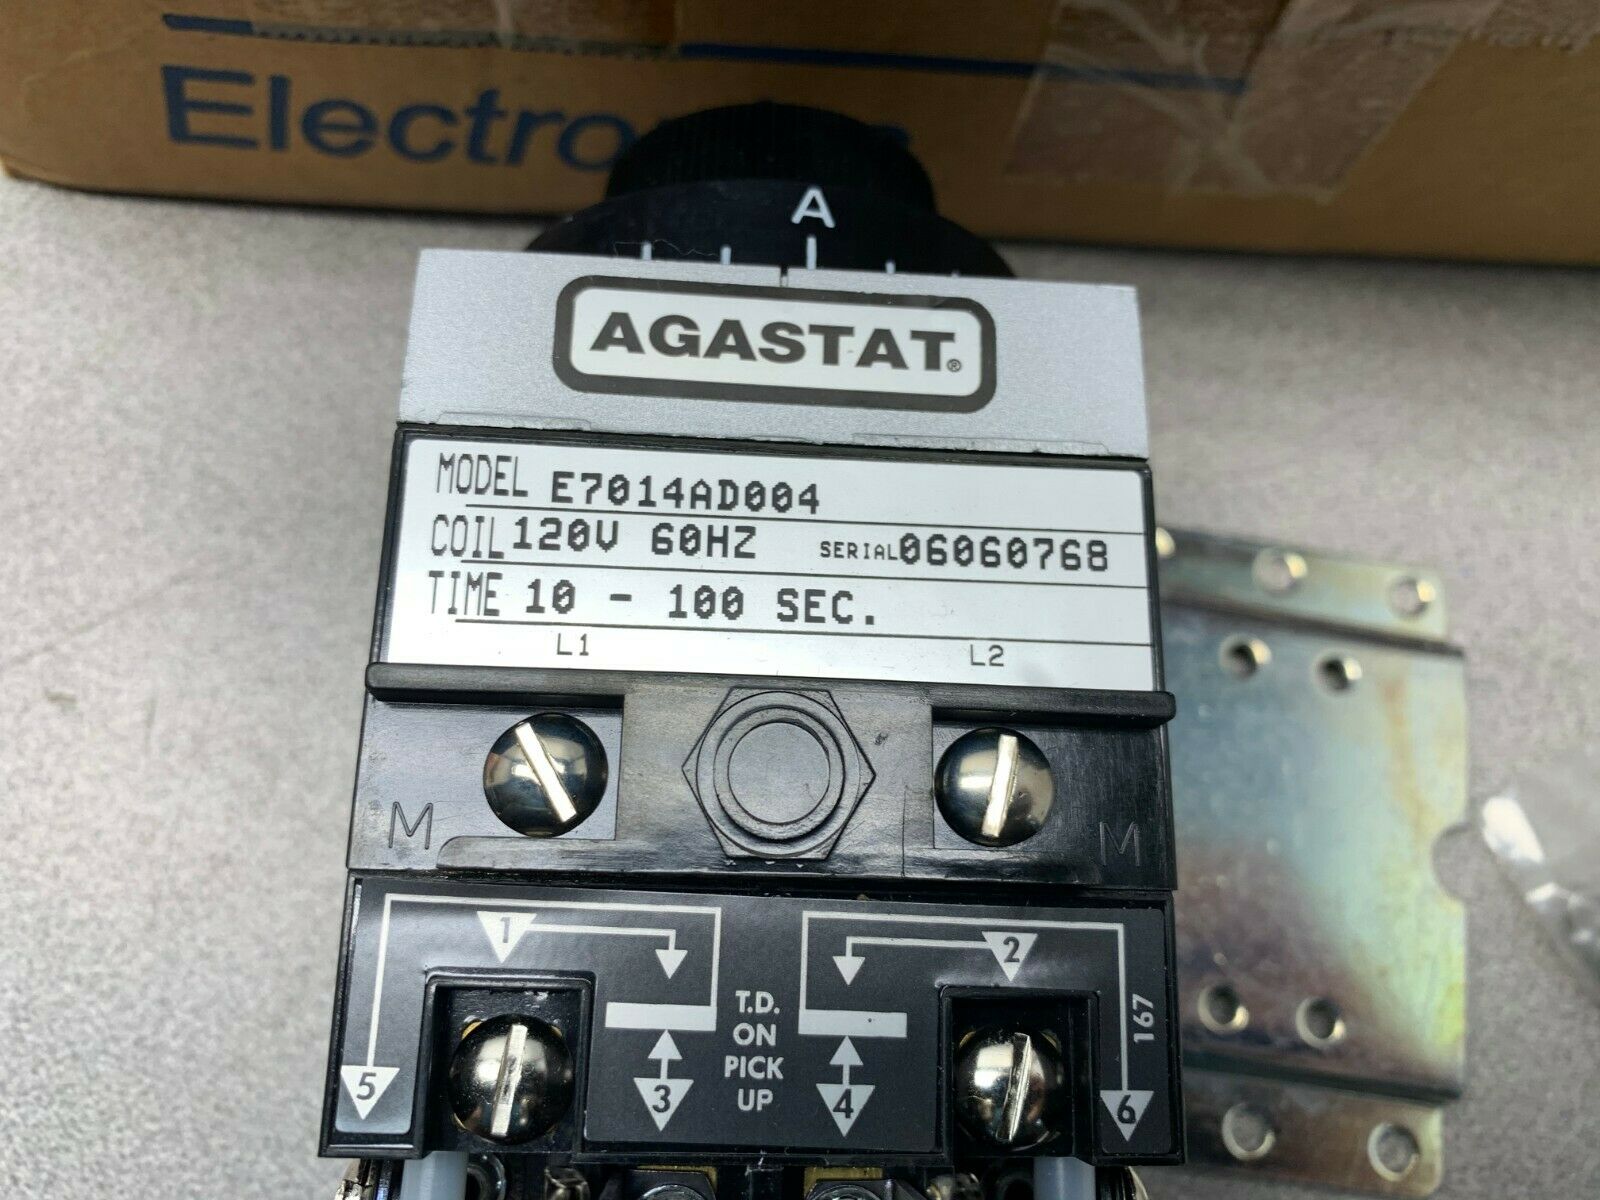 A
AGASTAT®
MODEL E7014AD004
COIL 120V 60HZ SERIAL 06060768
TIME 10 - 100 SEC.
L1 L2
M M
1 2
T.D.
ON
PICK
UP
5 3 4 6
167